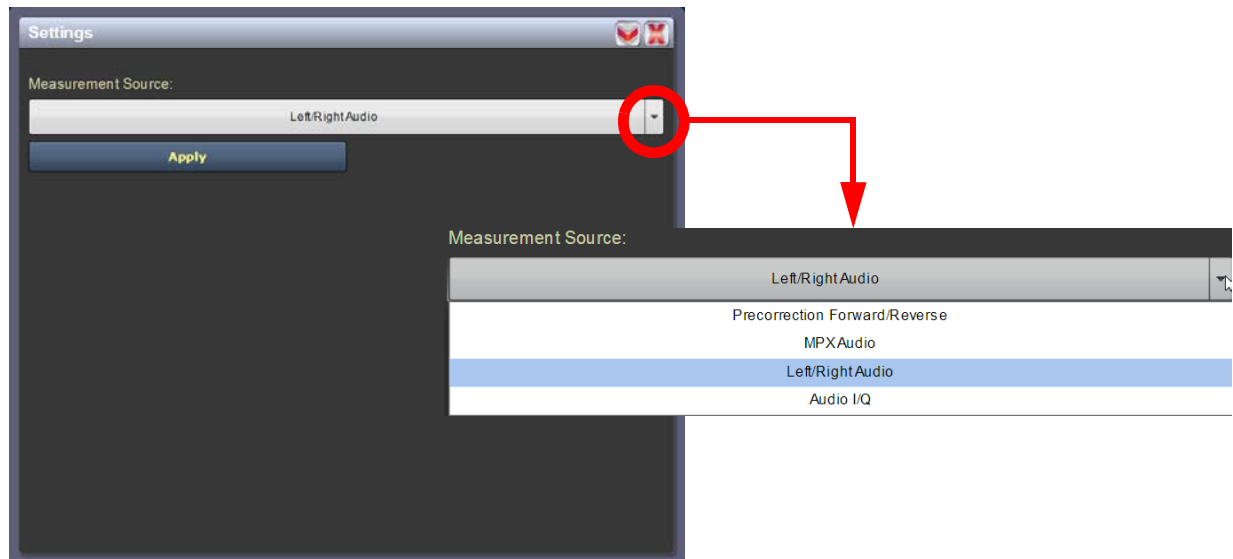 Settings
Measurement Source:
Left/Right Audio
Apply
Measurement Source:
Left/Right Audio
Precorrection Forward/Reverse
MPX Audio
Left/Right Audio
Audio I/Q